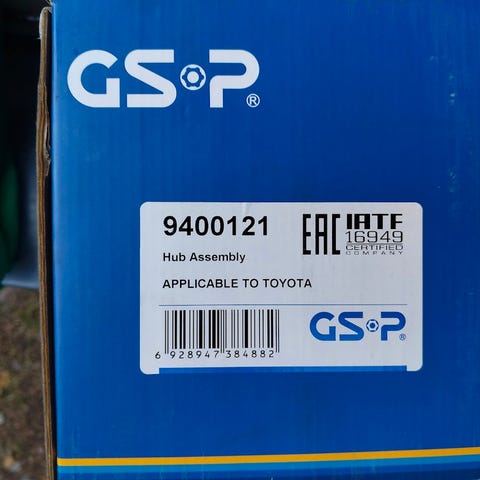 GSP®
9400121
EAC
IATF
16949
CERTIFIED
COMPANY
Hub Assembly
APPLICABLE TO TOYOTA
GSP®
6 928947 384882